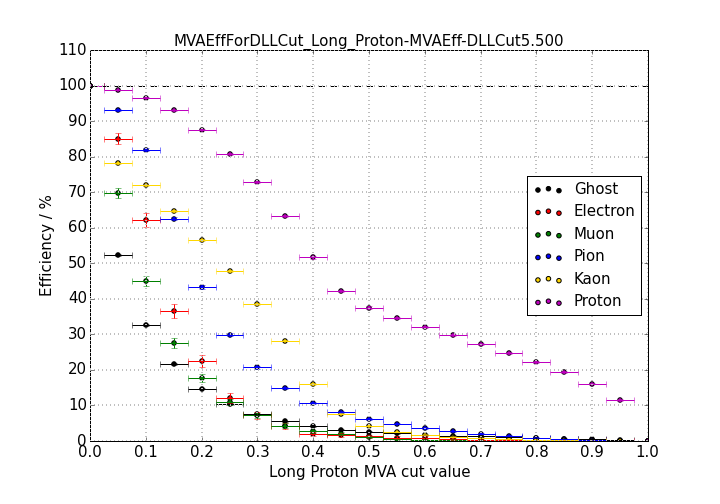 MVAEffForDLLCut_Long_Proton-MVAEff-DLLCut5.500
110
100
90
80
70
60
50
40
30
20
10
0
Efficiency / %
Ghost
Electron
Muon
Pion
Kaon
Proton
0.0 0.1 0.2 0.3 0.4 0.5 0.6 0.7 0.8 0.9 1.0
Long Proton MVA cut value